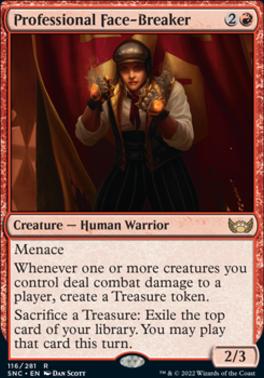 Professional Face-Breaker 2
Creature — Human Warrior
Menace
Whenever one or more creatures you
control deal combat damage to a
player, create a Treasure token.
Sacrifice a Treasure: Exile the top
card of your library. You may play
that card this turn.
2/3
116/281 R
SNC • EN DAN SCOTT
™ & © 2022 Wizards of the Coast